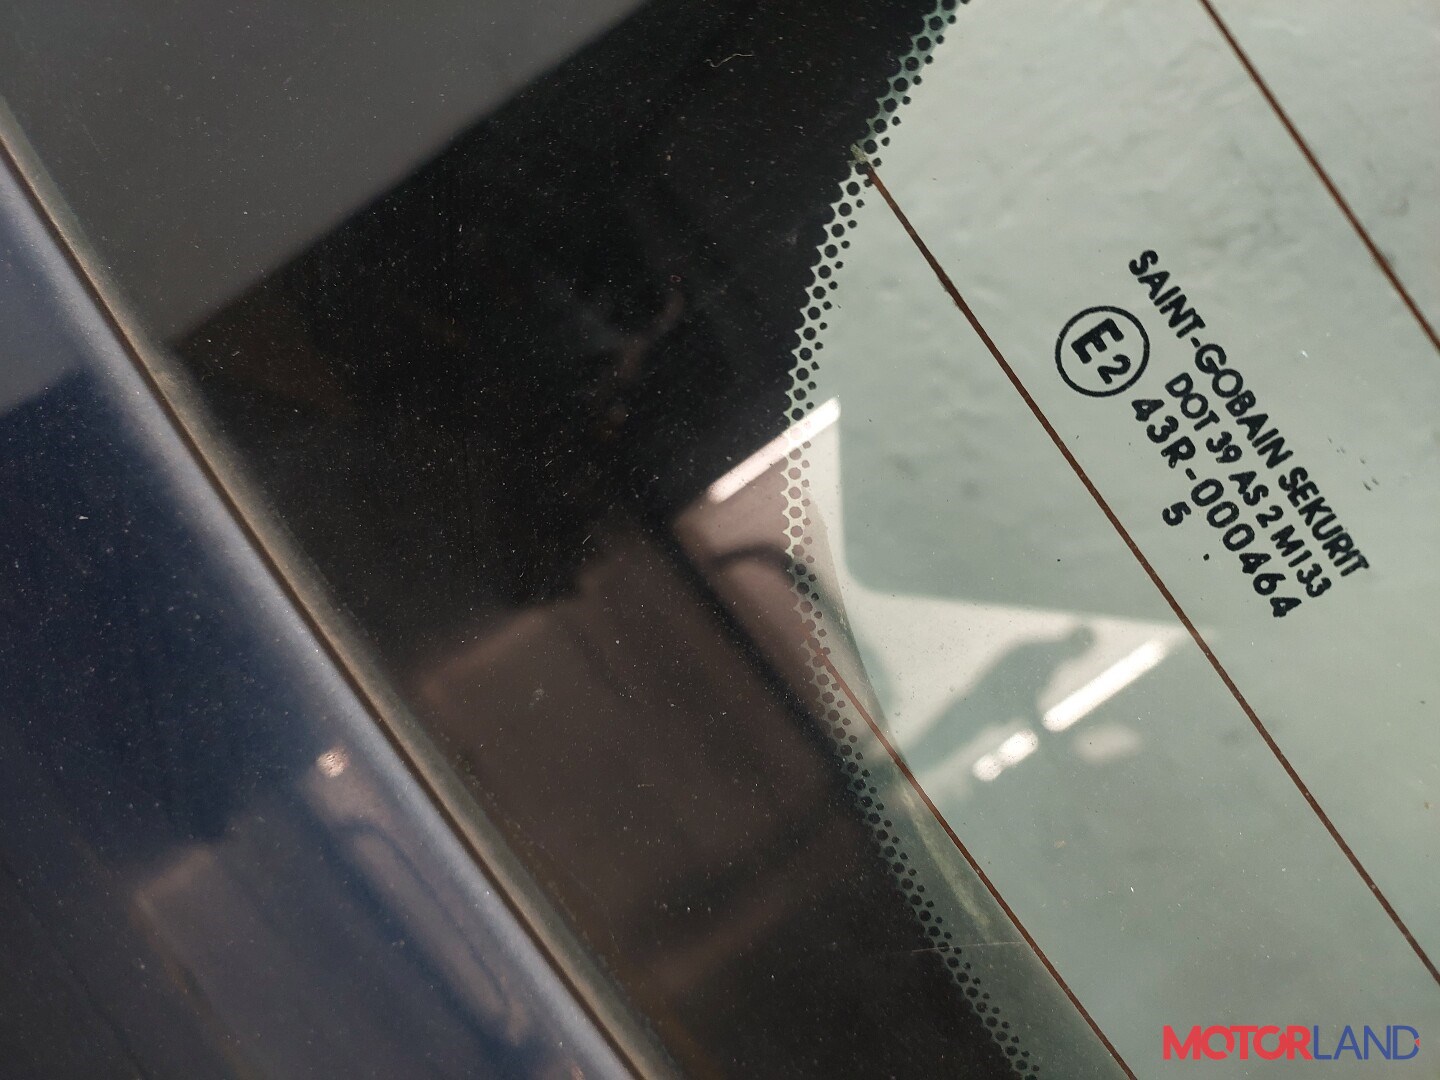 SAINT-GOBAIN SEKURIT
DOT 39 AS 2 M133
E2 43R-000464
5 .
MOTORLAND